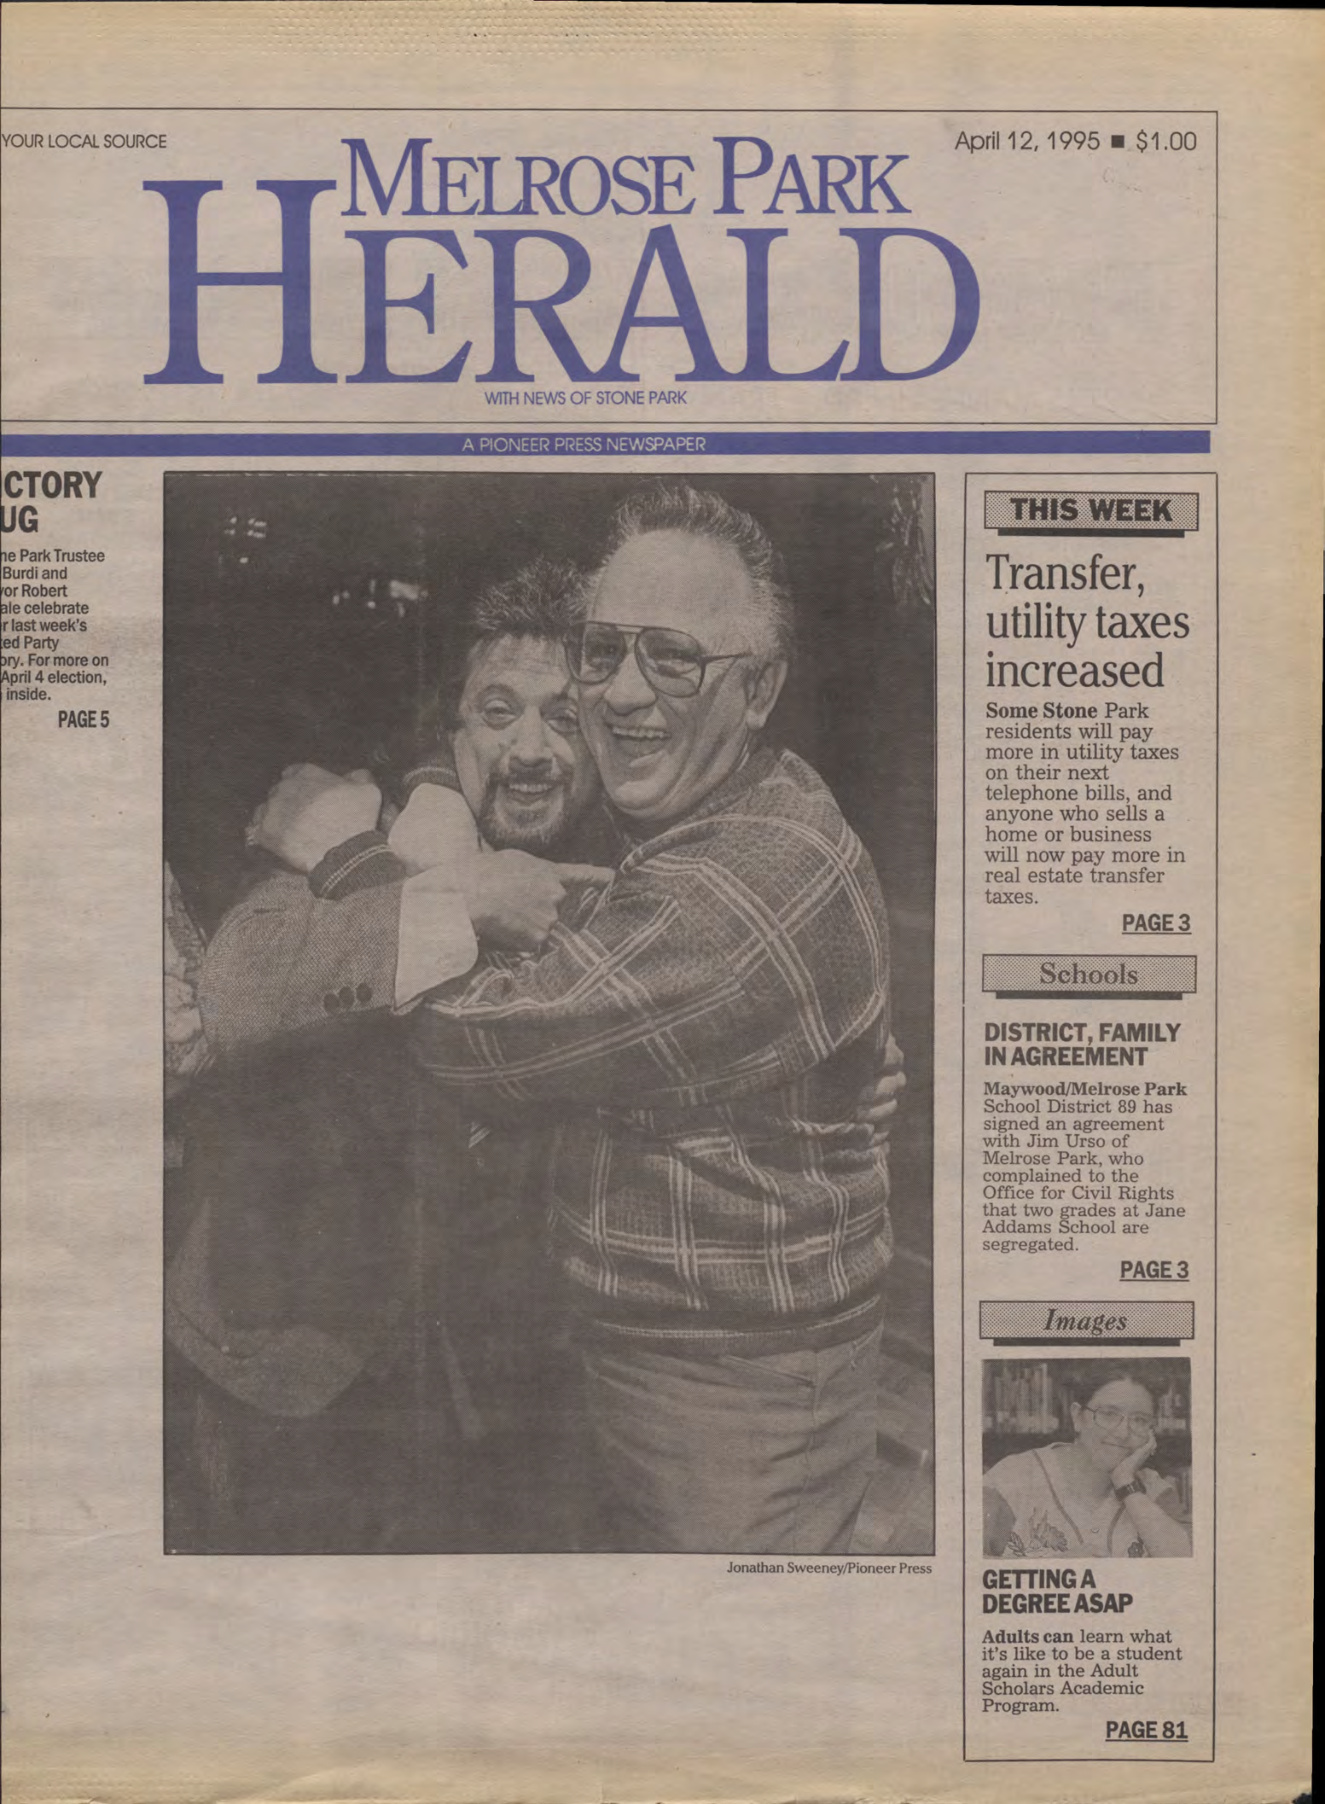 YOUR LOCAL SOURCE
April 12, 1995 ■ $1.00
MELROSE PARK
HERALD
WITH NEWS OF STONE PARK
A PIONEER PRESS NEWSPAPER
CTORY
UG
ne Park Trustee
Burdi and
or Robert
ale celebrate
r last week's
ed Party
ory. For more on
April 4 election,
inside.
PAGE 5
Jonathan Sweeney/Pioneer Press
THIS WEEK
Transfer,
utility taxes
increased
Some Stone Park
residents will pay
more in utility taxes
on their next
telephone bills, and
anyone who sells a
home or business
will now pay more in
real estate transfer
taxes.
PAGE 3
Schools
DISTRICT, FAMILY
IN AGREEMENT
Maywood/Melrose Park
School District 89 has
signed an agreement
with Jim Urso of
Melrose Park, who
complained to the
Office for Civil Rights
that two grades at Jane
Addams School are
segregated.
PAGE 3
Images
GETTING A
DEGREE ASAP
Adults can learn what
it's like to be a student
again in the Adult
Scholars Academic
Program.
PAGE 81